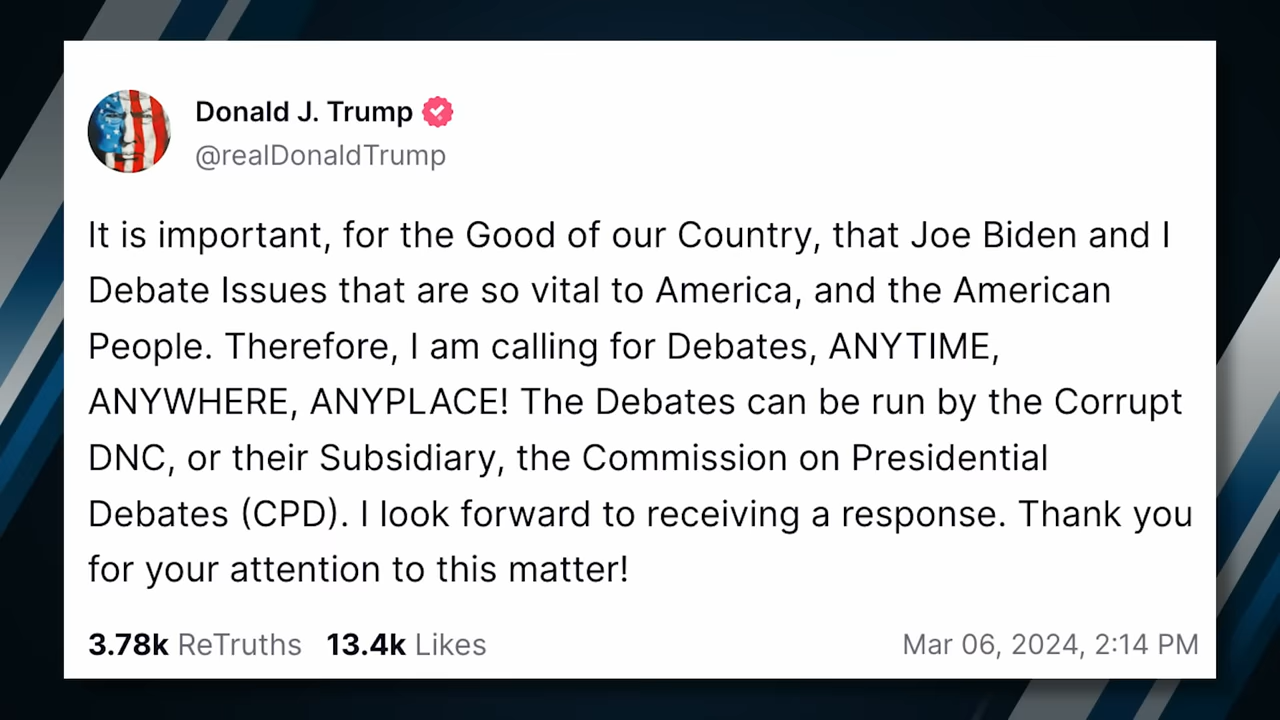 Donald J. Trump
@realDonaldTrump
It is important, for the Good of our Country, that Joe Biden and I
Debate Issues that are so vital to America, and the American
People. Therefore, I am calling for Debates, ANYTIME,
ANYWHERE, ANYPLACE! The Debates can be run by the Corrupt
DNC, or their Subsidiary, the Commission on Presidential
Debates (CPD). I look forward to receiving a response. Thank you
for your attention to this matter!
3.78k ReTruths 13.4k Likes Mar 06, 2024, 2:14 PM